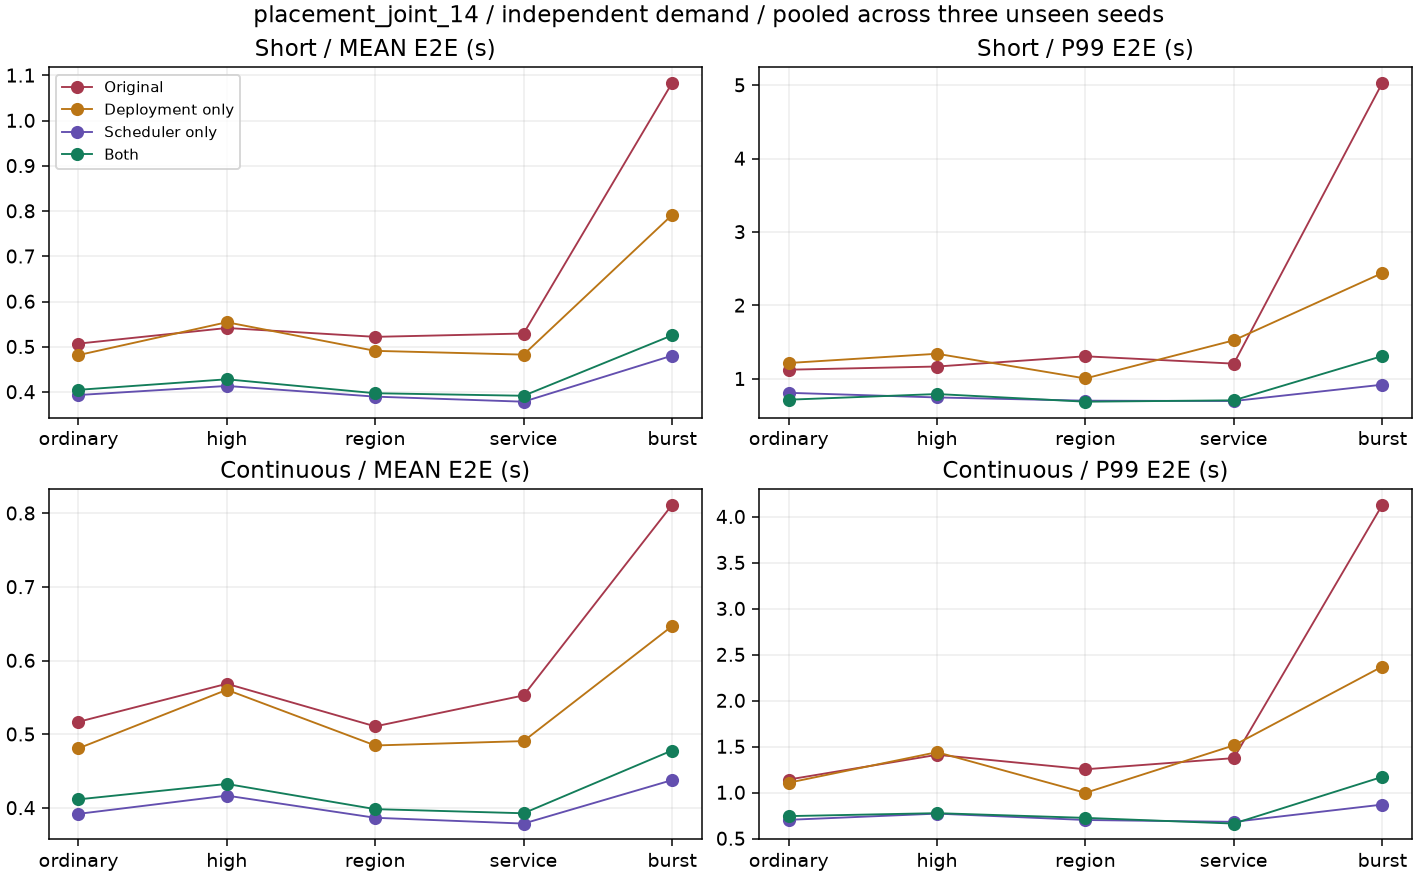 placement_joint_14 / independent demand / pooled across three unseen seeds
Short / MEAN E2E (s)
1.1
1.0
0.9
0.8
0.7
0.6
0.5
0.4
Original
Deployment only
Scheduler only
Both
ordinary high region service burst
Short / P99 E2E (s)
5
4
3
2
1
ordinary high region service burst
Continuous / MEAN E2E (s)
0.8
0.7
0.6
0.5
0.4
ordinary high region service burst
Continuous / P99 E2E (s)
4.0
3.5
3.0
2.5
2.0
1.5
1.0
0.5
ordinary high region service burst